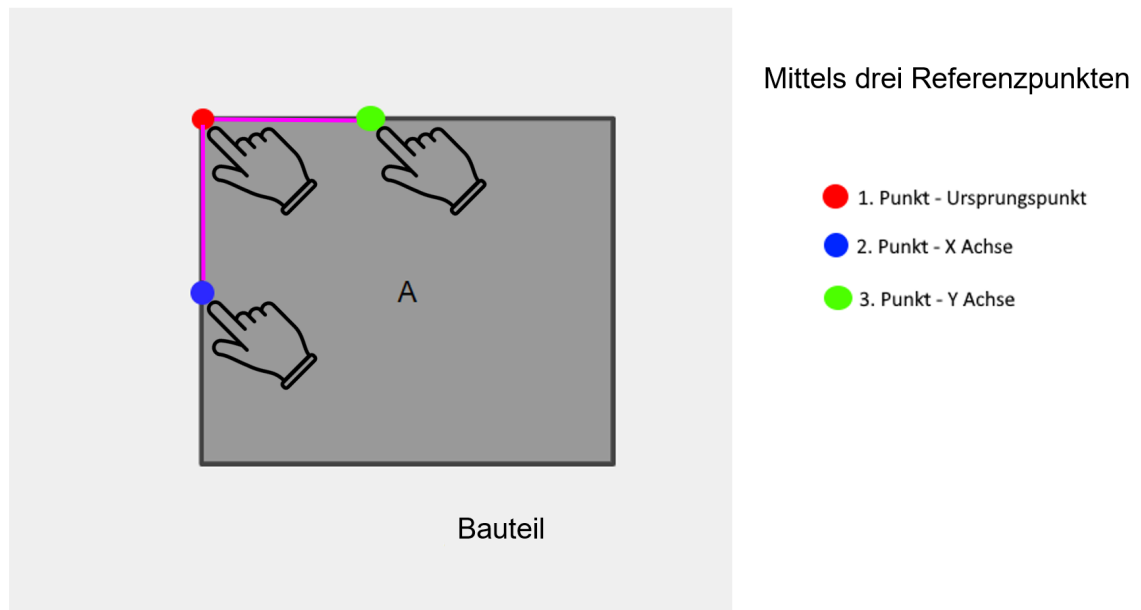 Mittels drei Referenzpunkten
1. Punkt - Ursprungspunkt
2. Punkt - X Achse
3. Punkt - Y Achse
A
Bauteil